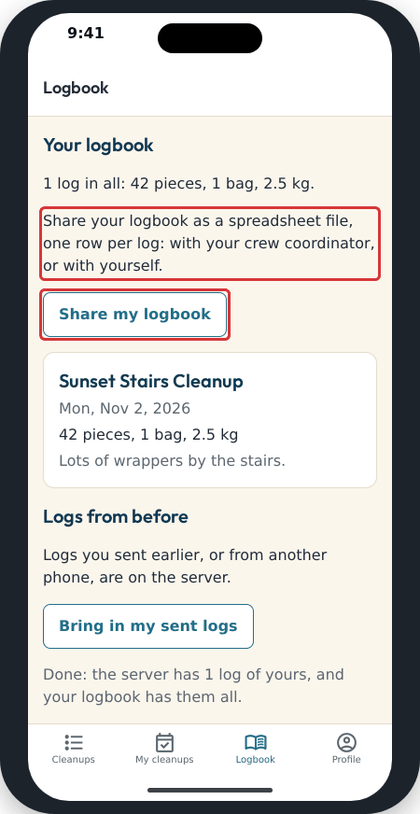 9:41
Logbook
Your logbook
1 log in all: 42 pieces, 1 bag, 2.5 kg.
Share your logbook as a spreadsheet file,
one row per log: with your crew coordinator,
or with yourself.
Share my logbook
Sunset Stairs Cleanup
Mon, Nov 2, 2026
42 pieces, 1 bag, 2.5 kg
Lots of wrappers by the stairs.
Logs from before
Logs you sent earlier, or from another
phone, are on the server.
Bring in my sent logs
Done: the server has 1 log of yours, and
your logbook has them all.
Cleanups
My cleanups
Logbook
Profile